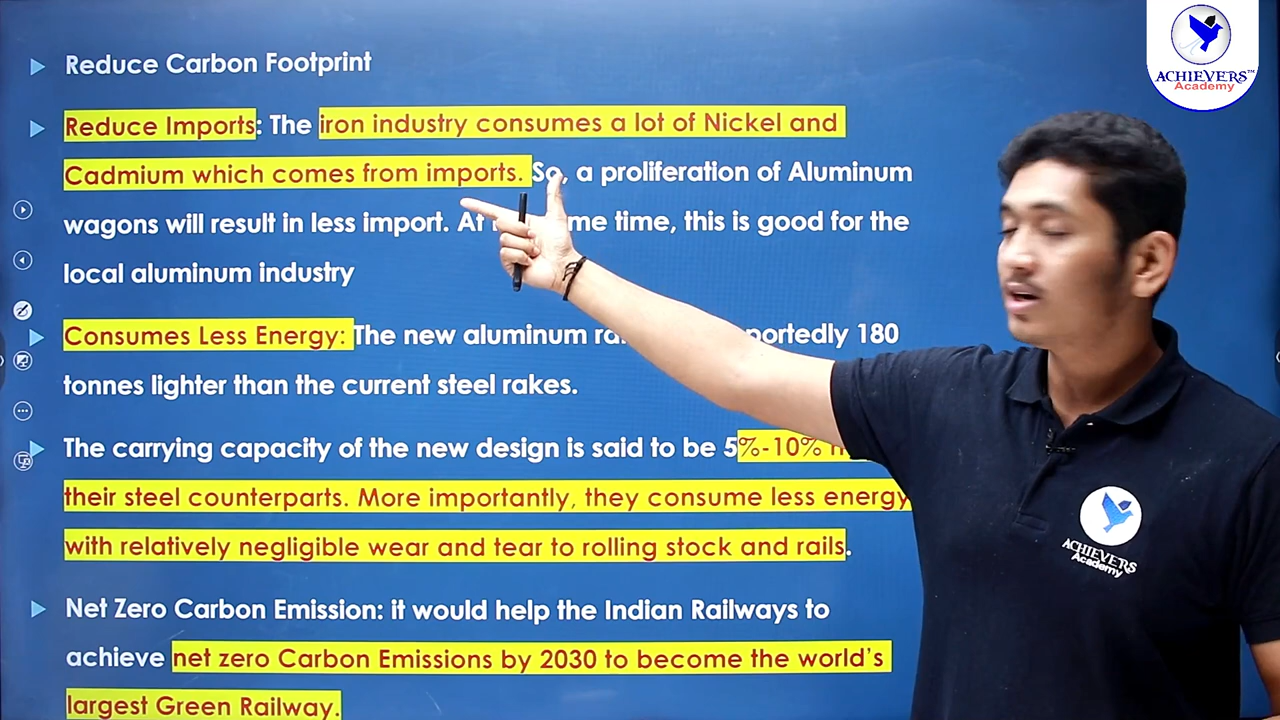 Reduce Carbon Footprint
Reduce Imports: The iron industry consumes a lot of Nickel and
Cadmium which comes from imports. So, a proliferation of Aluminum
wagons will result in less import. At me time, this is good for the
local aluminum industry
Consumes Less Energy: The new aluminum portedly 180
tonnes lighter than the current steel rakes.
The carrying capacity of the new design is said to be 5%-10%
their steel counterparts. More importantly, they consume less energy
with relatively negligible wear and tear to rolling stock and rails.
Net Zero Carbon Emission: it would help the Indian Railways to
achieve net zero Carbon Emissions by 2030 to become the world's
largest Green Railway.
ACHIEVERS™
Academy
ACHIEVERS
Academy